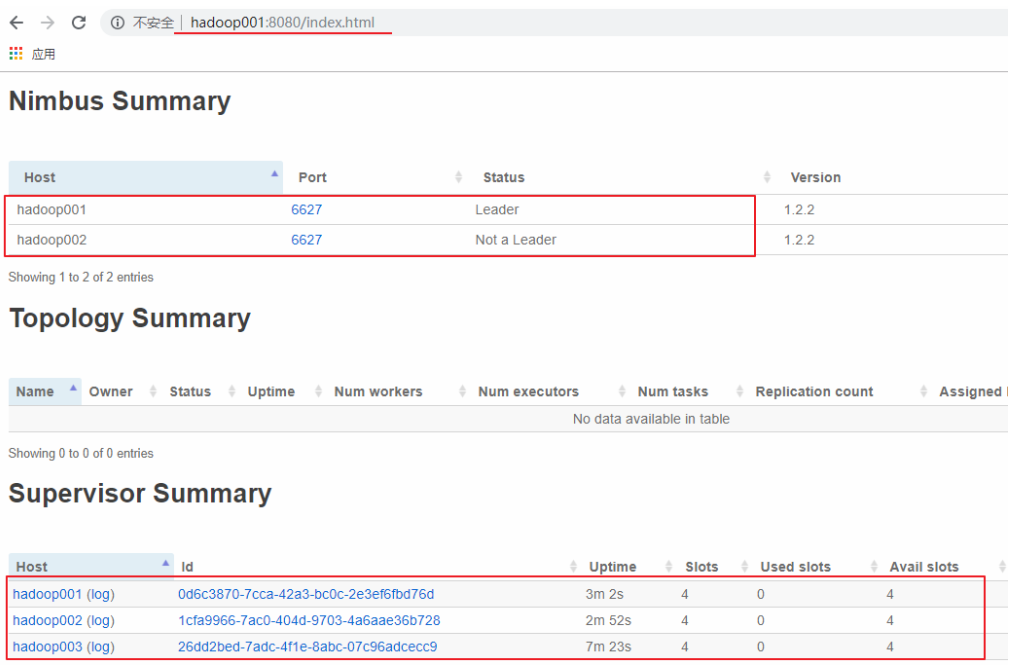 不安全 | hadoop001:8080/index.html
应用
Nimbus Summary
Host Port Status Version
hadoop001 6627 Leader 1.2.2
hadoop002 6627 Not a Leader 1.2.2
Showing 1 to 2 of 2 entries
Topology Summary
Name Owner Status Uptime Num workers Num executors Num tasks Replication count Assigned
No data available in table
Showing 0 to 0 of 0 entries
Supervisor Summary
Host Id Uptime Slots Used slots Avail slots
hadoop001 (log) 0d6c3870-7cca-42a3-bc0c-2e3ef6fbd76d 3m 2s 4 0 4
hadoop002 (log) 1cfa9966-7ac0-404d-9703-4a6aae36b728 2m 52s 4 0 4
hadoop003 (log) 26dd2bed-7adc-4f1e-8abc-07c96adcecc9 7m 23s 4 0 4